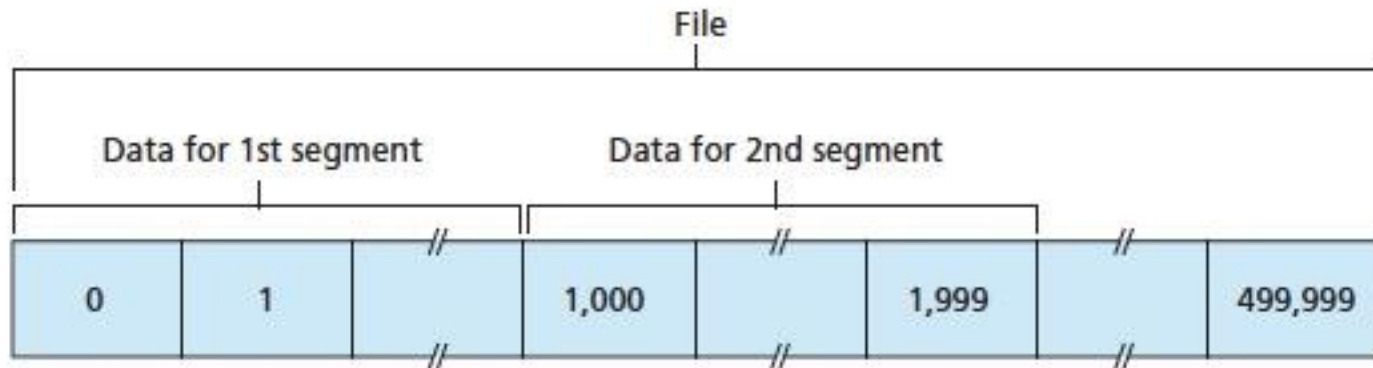 File
Data for 1st segment Data for 2nd segment
0 1 1,000 1,999 499,999